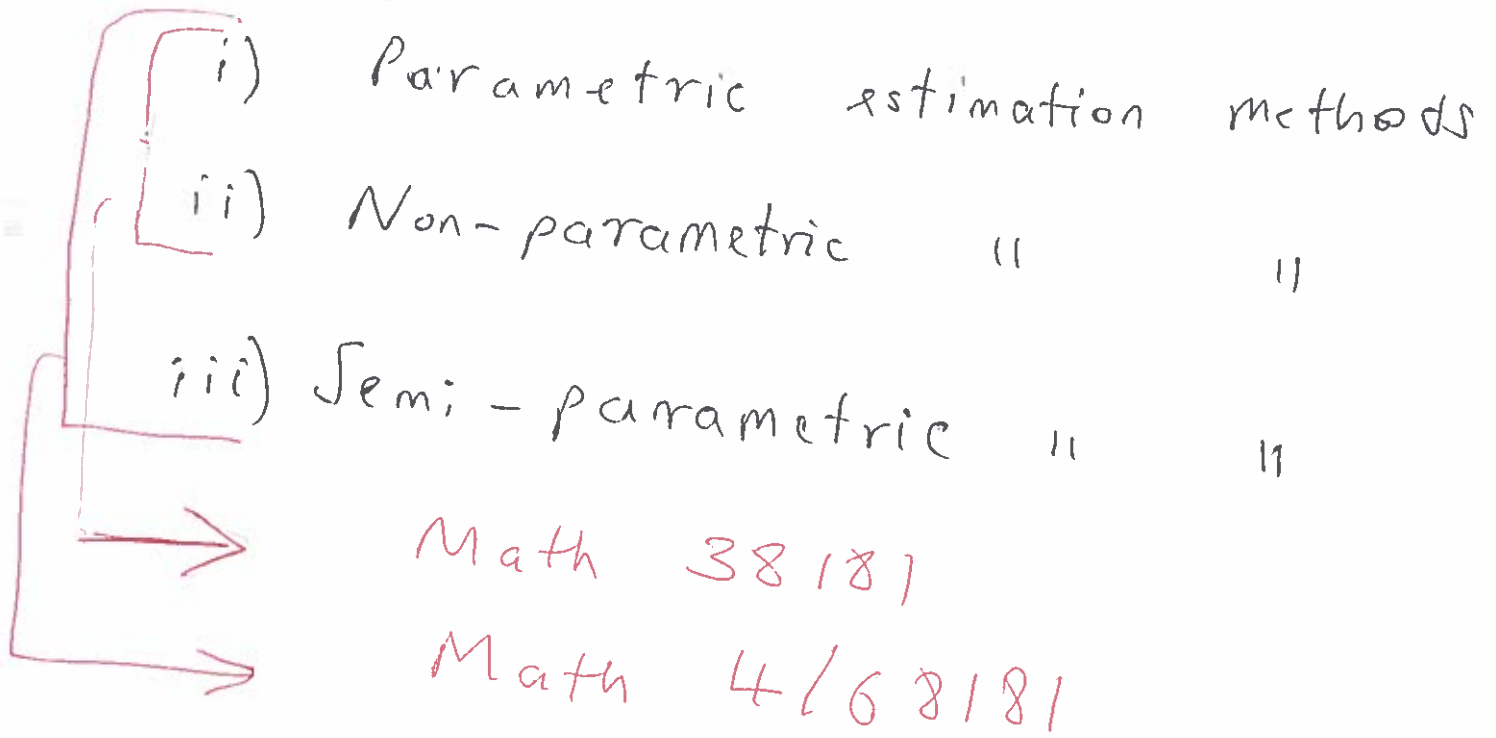 i) Parametric estimation methods
ii) Non-parametric " "
iii) Semi-parametric " "
Math 38181
Math 4/68181